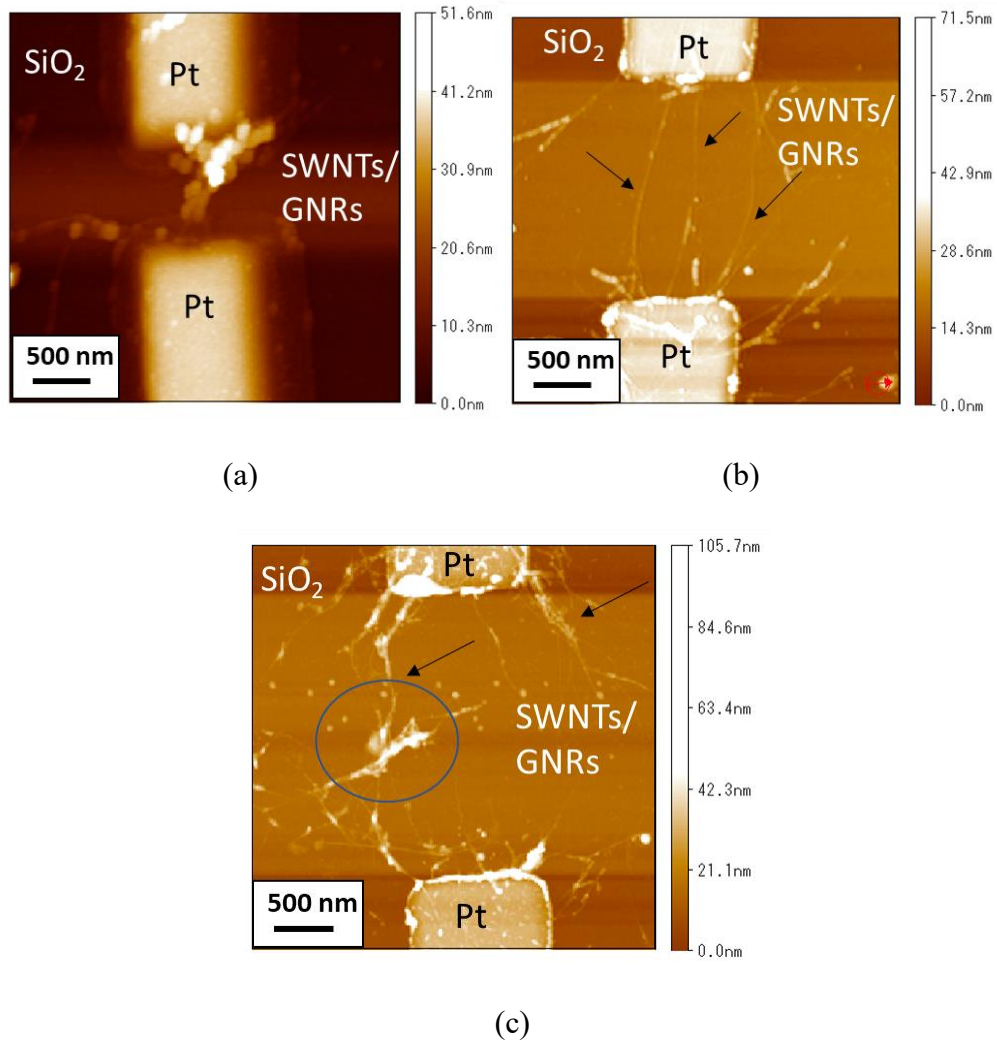 SiO₂
Pt
SWNTs/
GNRs
Pt
500 nm
51.6nm
41.2nm
30.9nm
20.6nm
10.3nm
0.0nm
(a)
SiO₂
Pt
SWNTs/
GNRs
Pt
500 nm
71.5nm
57.2nm
42.9nm
28.6nm
14.3nm
0.0nm
(b)
SiO₂
Pt
SWNTs/
GNRs
Pt
500 nm
105.7nm
84.6nm
63.4nm
42.3nm
21.1nm
0.0nm
(c)